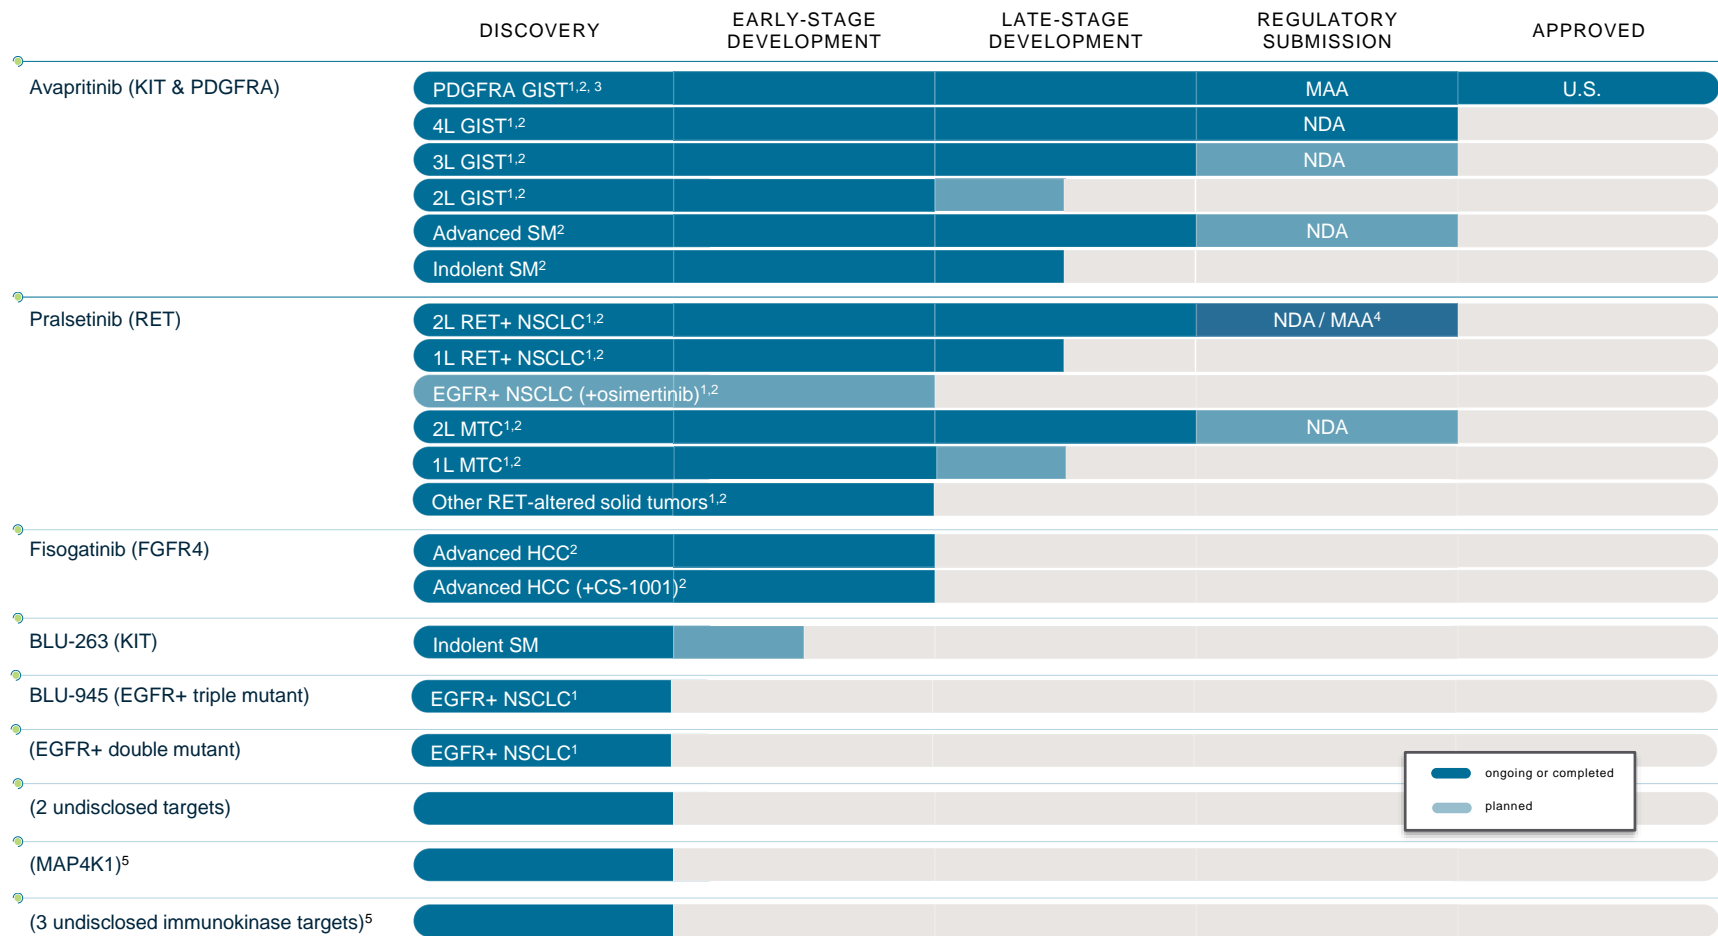 DISCOVERY
EARLY-STAGE
DEVELOPMENT
LATE-STAGE
DEVELOPMENT
REGULATORY
SUBMISSION
APPROVED
Avapritinib (KIT & PDGFRA)
PDGFRA GIST1,2, 3
MAA
U.S.
4L GIST1,2
NDA
3L GIST1,2
NDA
2L GIST1,2
Advanced SM2
NDA
Indolent SM2
Pralsetinib (RET)
2L RET+ NSCLC1,2
NDA / MAA4
1L RET+ NSCLC1,2
EGFR+ NSCLC (+osimertinib)1,2
2L MTC1,2
NDA
1L MTC1,2
Other RET-altered solid tumors1,2
Fisogatinib (FGFR4)
Advanced HCC2
Advanced HCC (+CS-1001)2
BLU-263 (KIT)
Indolent SM
BLU-945 (EGFR+ triple mutant)
EGFR+ NSCLC1
(EGFR+ double mutant)
EGFR+ NSCLC1
ongoing or completed
planned
(2 undisclosed targets)
(MAP4K1)5
(3 undisclosed immunokinase targets)5